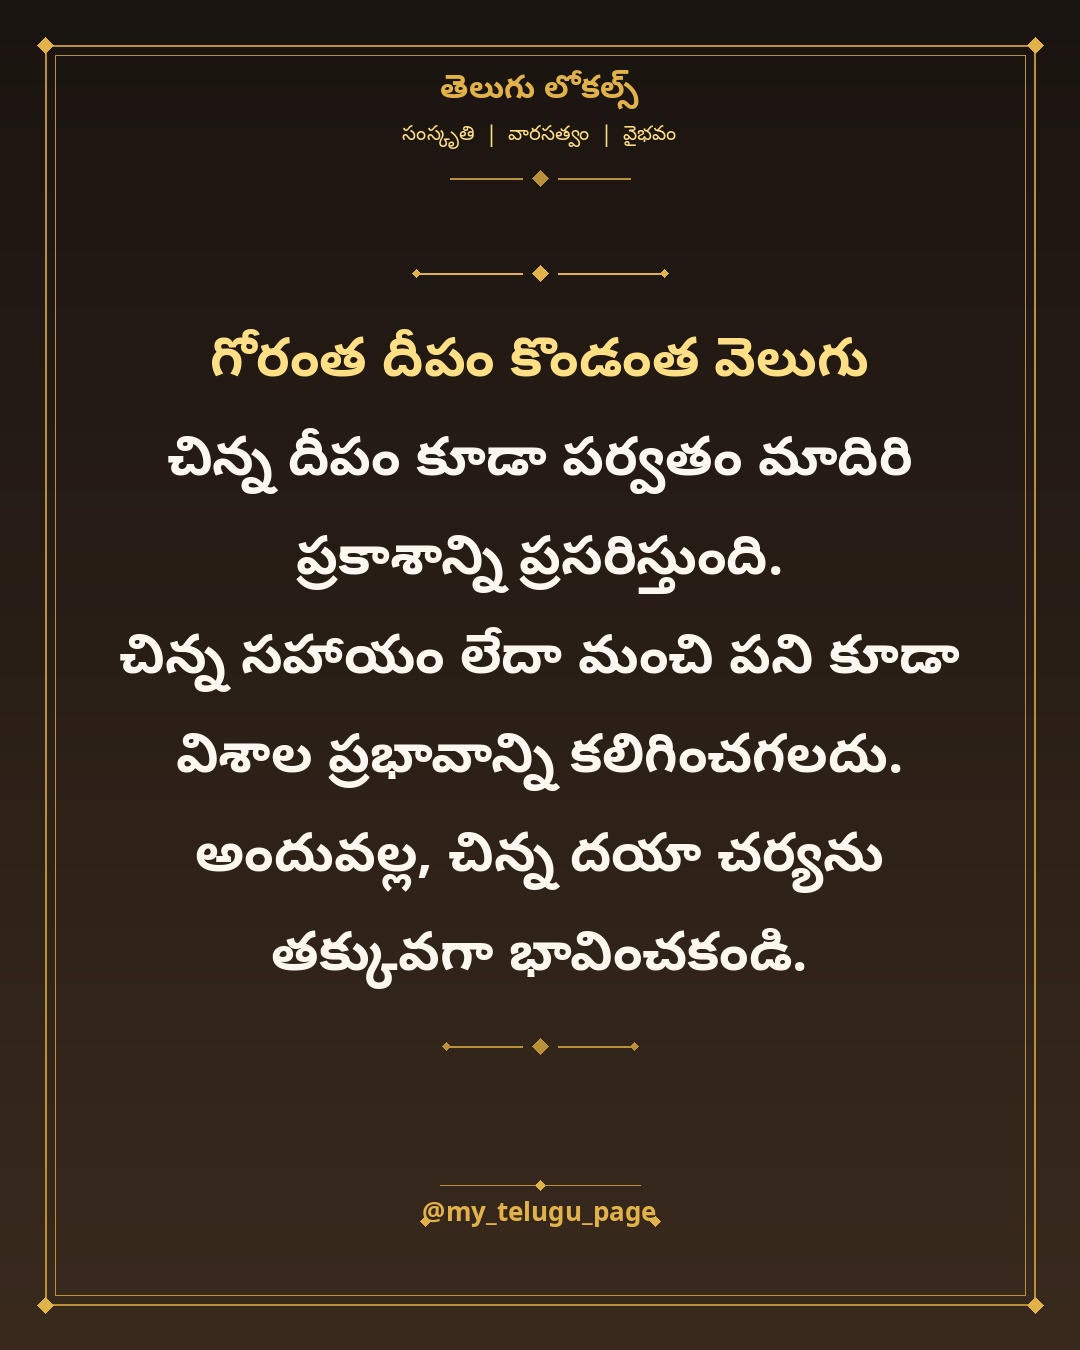 తెలుగు లోకల్స్
సంస్కృతి | వారసత్వం | వైభవం
గోరంత దీపం కొండంత వెలుగు
చిన్న దీపం కూడా పర్వతం మాదిరి
ప్రకాశాన్ని ప్రసరిస్తుంది.
చిన్న సహాయం లేదా మంచి పని కూడా
విశాల ప్రభావాన్ని కలిగించగలదు.
అందువల్ల, చిన్న దయా చర్యను
తక్కువగా భావించకండి.
@my_telugu_page